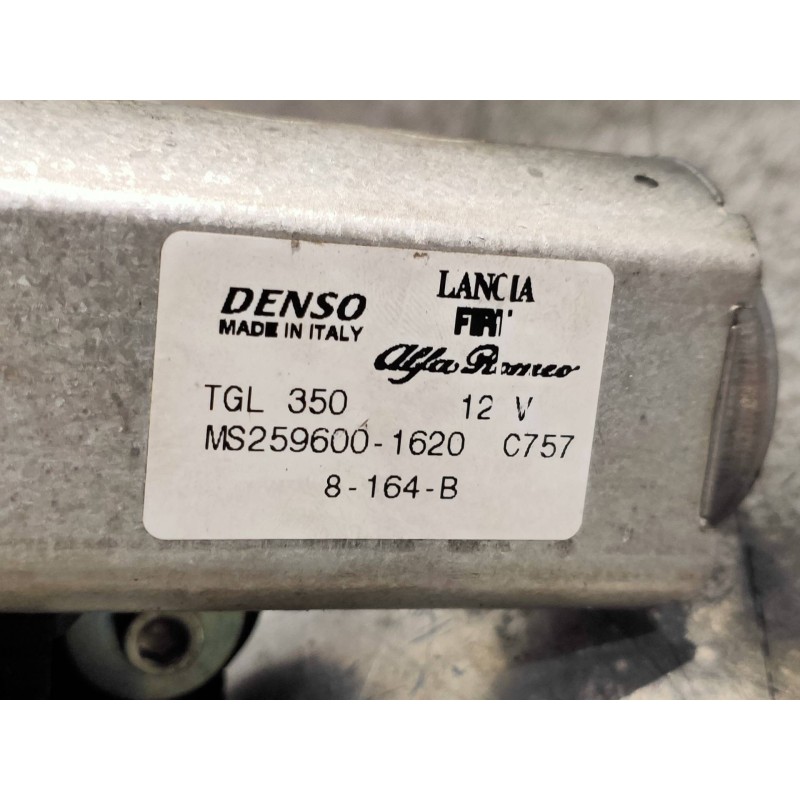 DENSO
MADE IN ITALY
LANCIA
FIAT
Alfa Romeo
TGL 350 12 V
MS259600-1620 C757
8-164-B